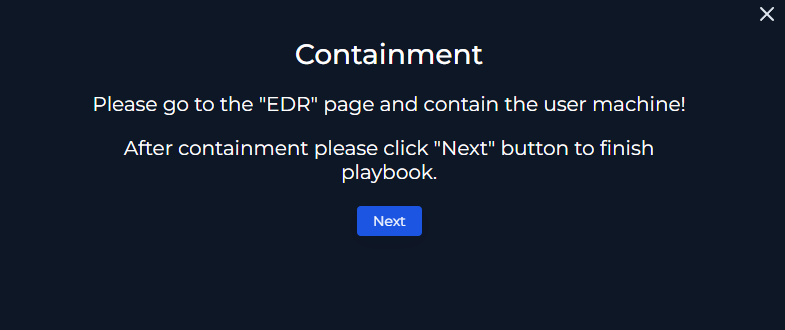 Containment
Please go to the "EDR" page and contain the user machine!
After containment please click "Next" button to finish
playbook.
Next